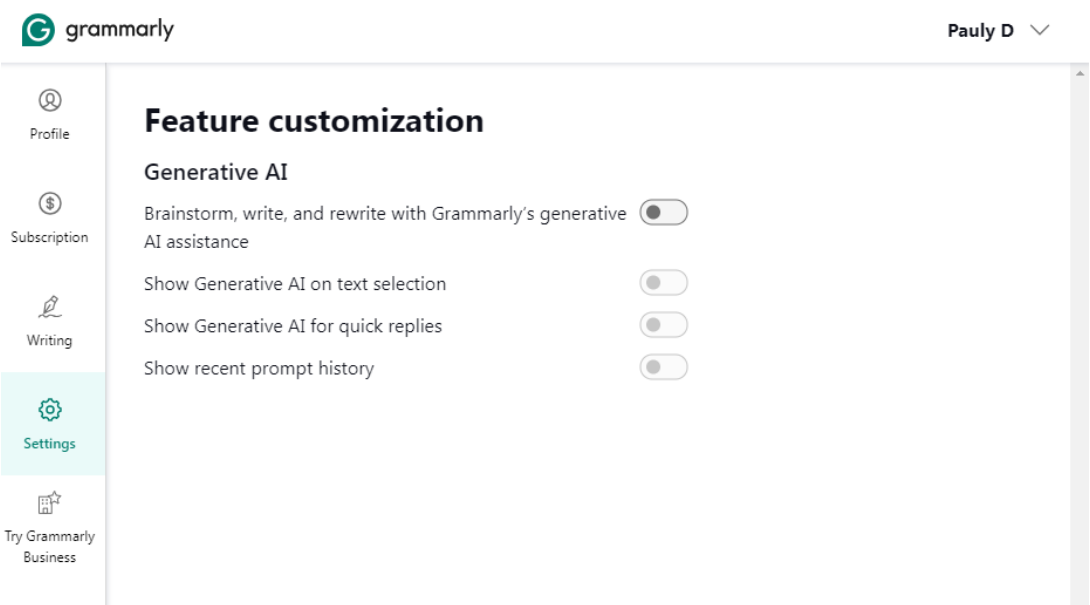 grammarly
Pauly D
Profile
Subscription
Writing
Settings
Try Grammarly
Business
Feature customization
Generative AI
Brainstorm, write, and rewrite with Grammarly’s generative
AI assistance
Show Generative AI on text selection
Show Generative AI for quick replies
Show recent prompt history